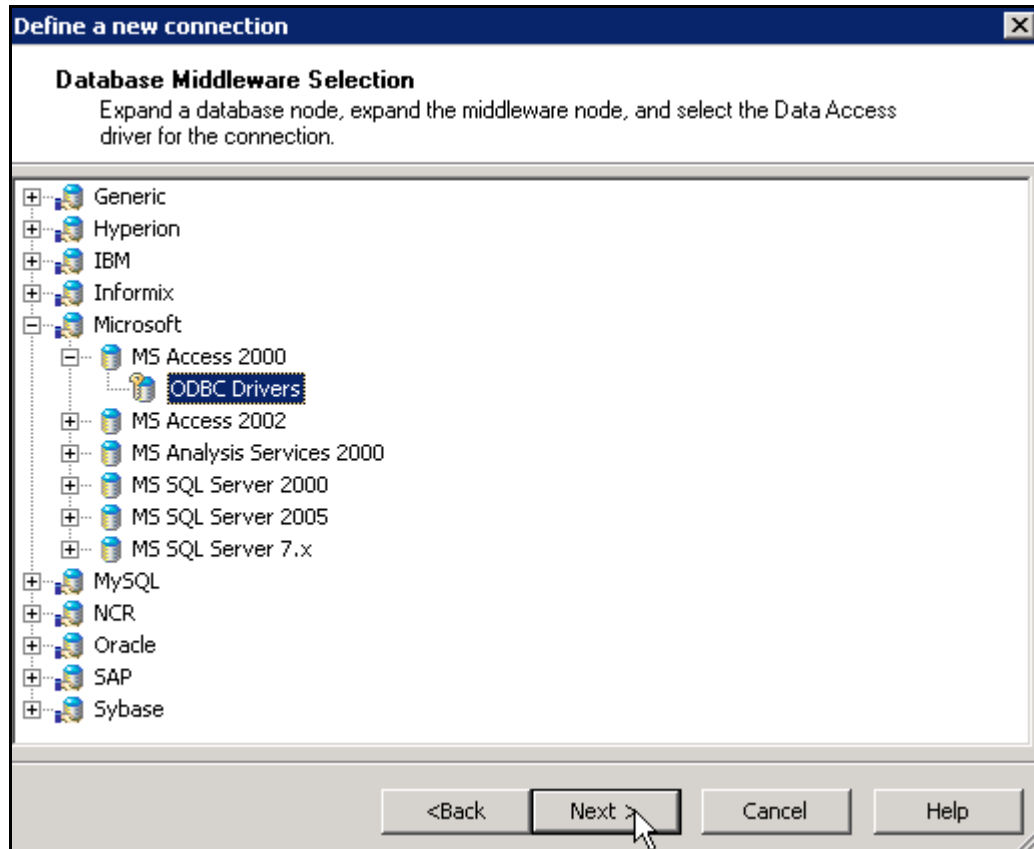 Define a new connection
Database Middleware Selection
Expand a database node, expand the middleware node, and select the Data Access
driver for the connection.
Generic
Hyperion
IBM
Informix
Microsoft
MS Access 2000
ODBC Drivers
MS Access 2002
MS Analysis Services 2000
MS SQL Server 2000
MS SQL Server 2005
MS SQL Server 7.x
MySQL
NCR
Oracle
SAP
Sybase
<Back Next > Cancel Help